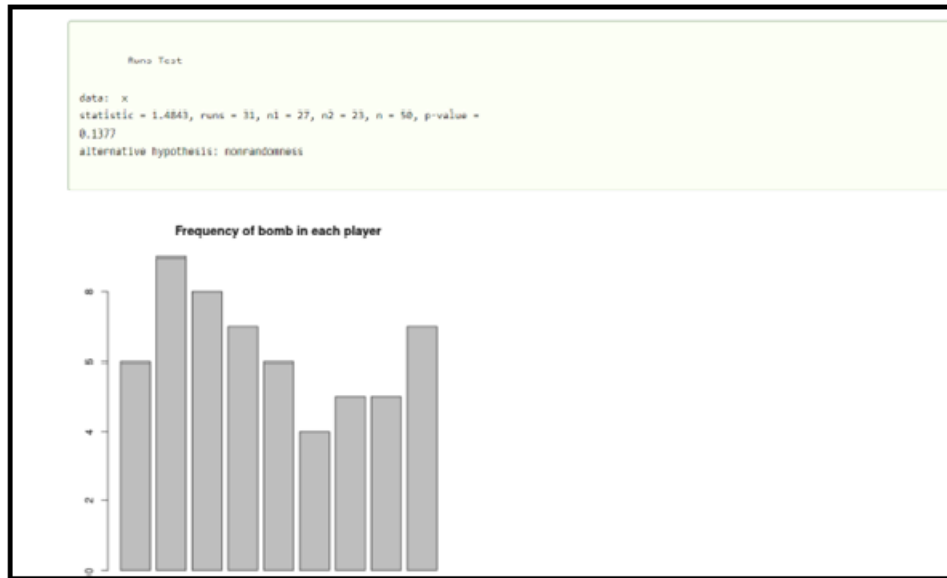 Runs Test
data: x
statistic = 1.4843, runs = 31, n1 = 27, n2 = 23, n = 50, p-value =
0.1377
alternative hypothesis: nonrandomness
Frequency of bomb in each player
8
6
4
2
0